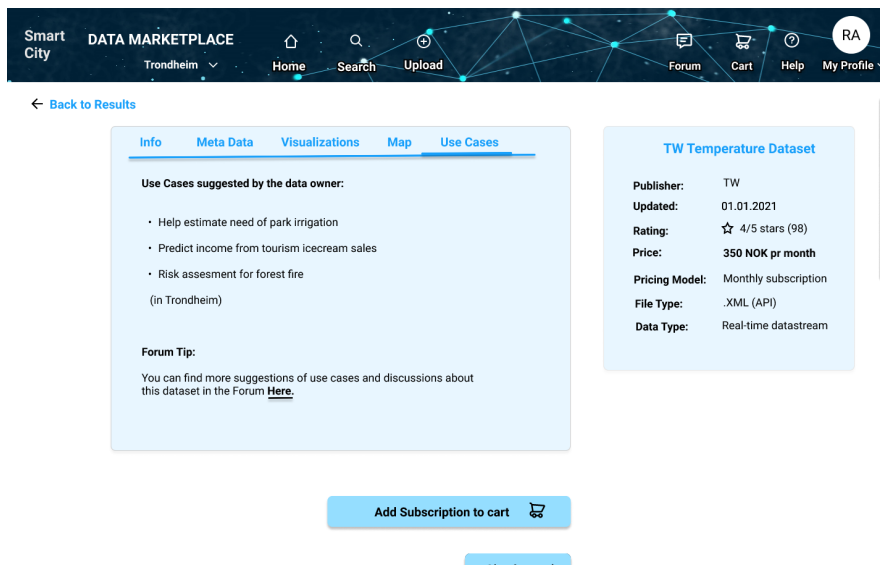 Smart City
DATA MARKETPLACE
Trondheim
Home
Search
Upload
Forum
Cart
Help
RA
My Profile
Back to Results
Info Meta Data Visualizations Map Use Cases
Use Cases suggested by the data owner:
• Help estimate need of park irrigation
• Predict income from tourism icecream sales
• Risk assesment for forest fire
(in Trondheim)
Forum Tip:
You can find more suggestions of use cases and discussions about
this dataset in the Forum Here.
TW Temperature Dataset
Publisher: TW
Updated: 01.01.2021
Rating: 4/5 stars (98)
Price: 350 NOK pr month
Pricing Model: Monthly subscription
File Type: .XML (API)
Data Type: Real-time datastream
Add Subscription to cart